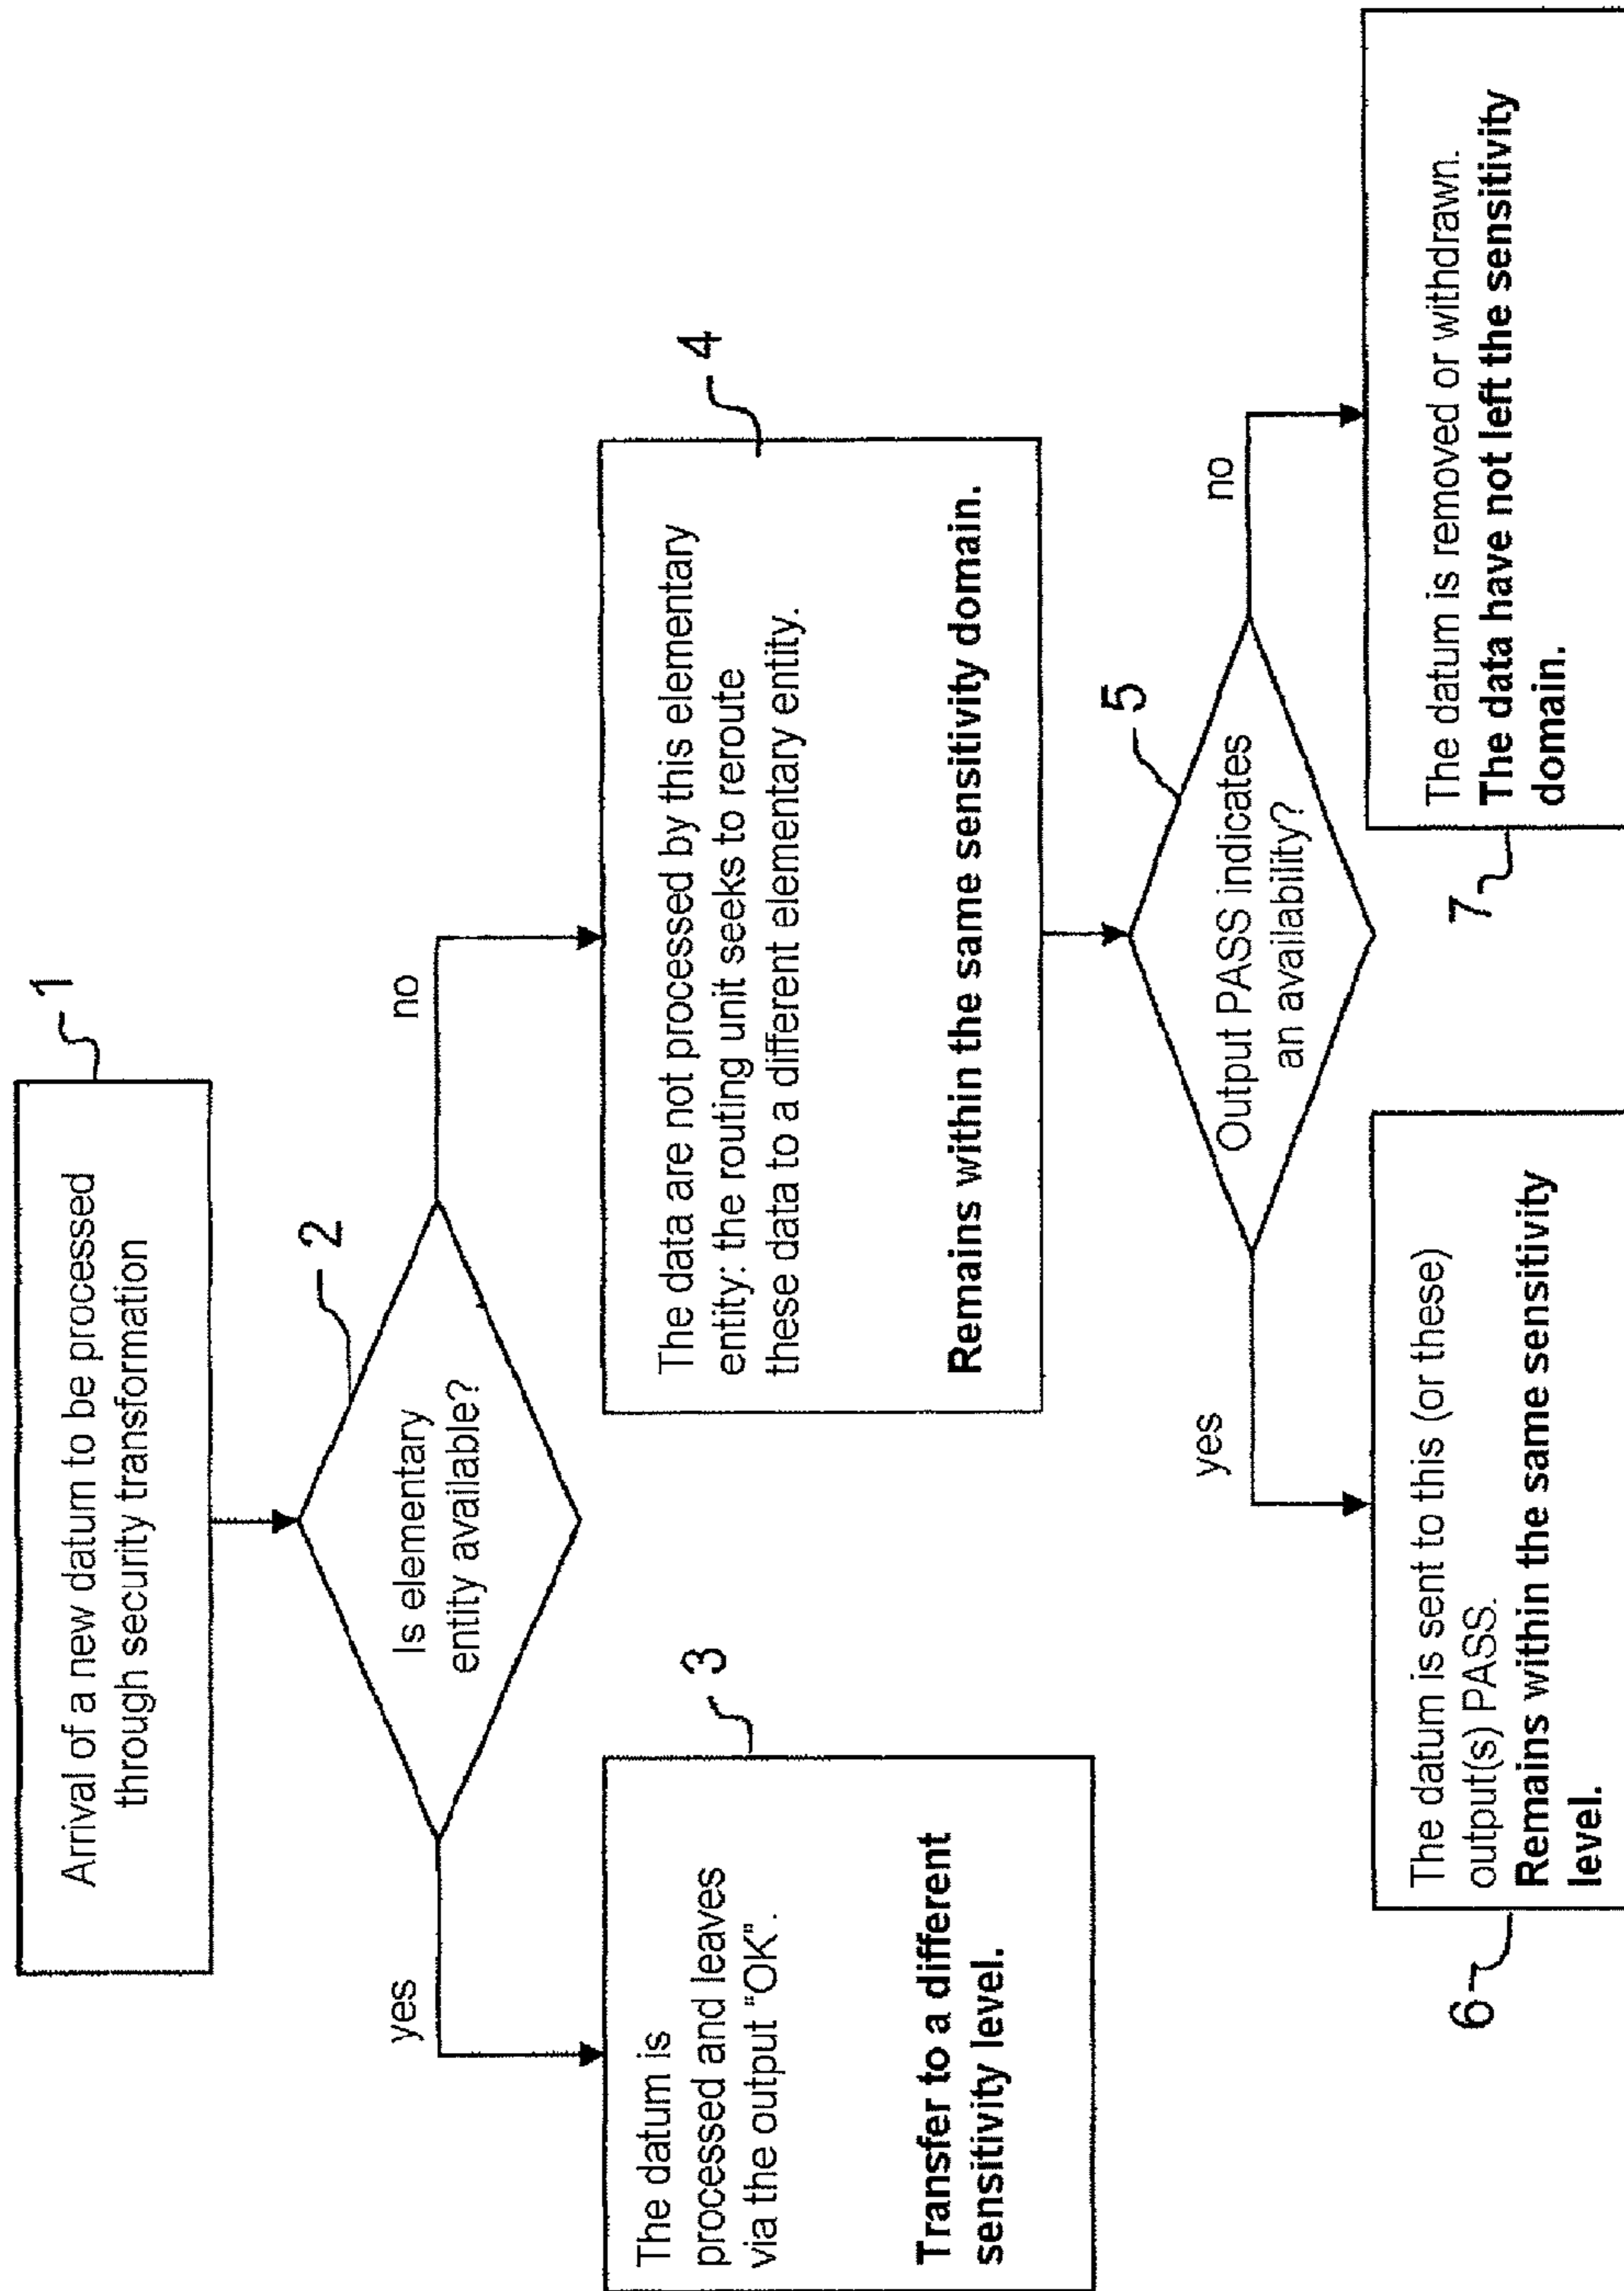 1
Arrival of a new datum to be processed
through security transformation
2
Is elementary
entity available?
yes
no
3
The datum is
processed and leaves
via the output "OK".
Transfer to a different
sensitivity level.
4
The data are not processed by this elementary
entity: the routing unit seeks to reroute
these data to a different elementary entity.
Remains within the same sensitivity domain.
5
Output PASS indicates
an availability?
yes
no
6
The datum is sent to this (or these)
output(s) PASS.
Remains within the same sensitivity
level.
7
The datum is removed or withdrawn.
The data have not left the sensitivity
domain.